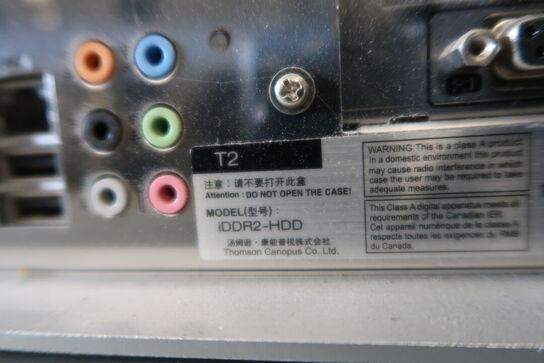 T2
注意：请不要打开此盒
Attention : DO NOT OPEN THE CASE!
MODEL(型号) :
iDDR2-HDD
汤姆逊·康能普视株式会社
Thomson Canopus Co.,Ltd.
WARNING: This is a class A product
In a domestic environment this product
may cause radio interference in
case the user may be required to take
adequate measures.
This Class A digital apparatus meets all
requirements of the Canadian IER.
Cet appareil numérique de la classe A
respecte toutes les exigences du RMB
du Canada.